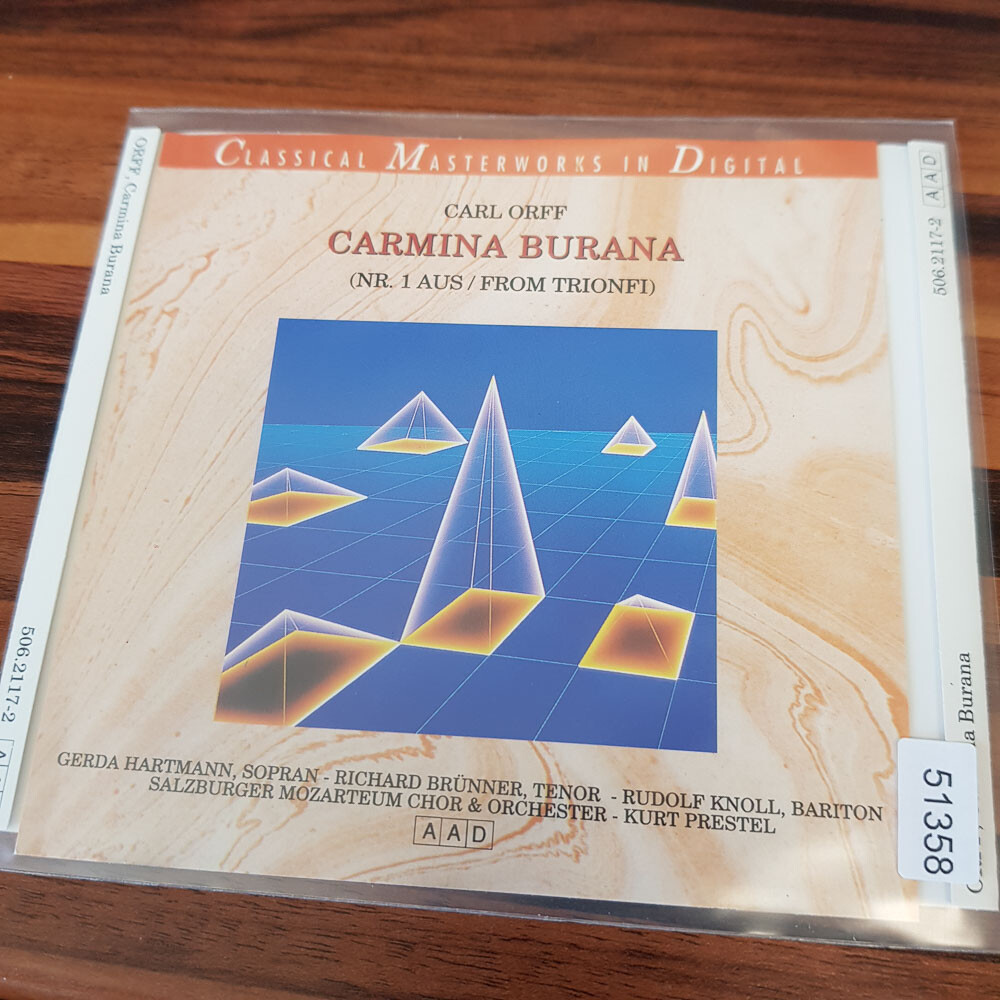 CLASSICAL MASTERWORKS IN DIGITAL
CARL ORFF
CARMINA BURANA
(NR. 1 AUS / FROM TRIONFI)
GERDA HARTMANN, SOPRAN - RICHARD BRÜNNER, TENOR - RUDOLF KNOLL, BARITON
SALZBURGER MOZARTEUM CHOR & ORCHESTER - KURT PRESTEL
AAD
ORFF, Carmina Burana
506.2117-2
506.2117-2 AAD
Burana
51358